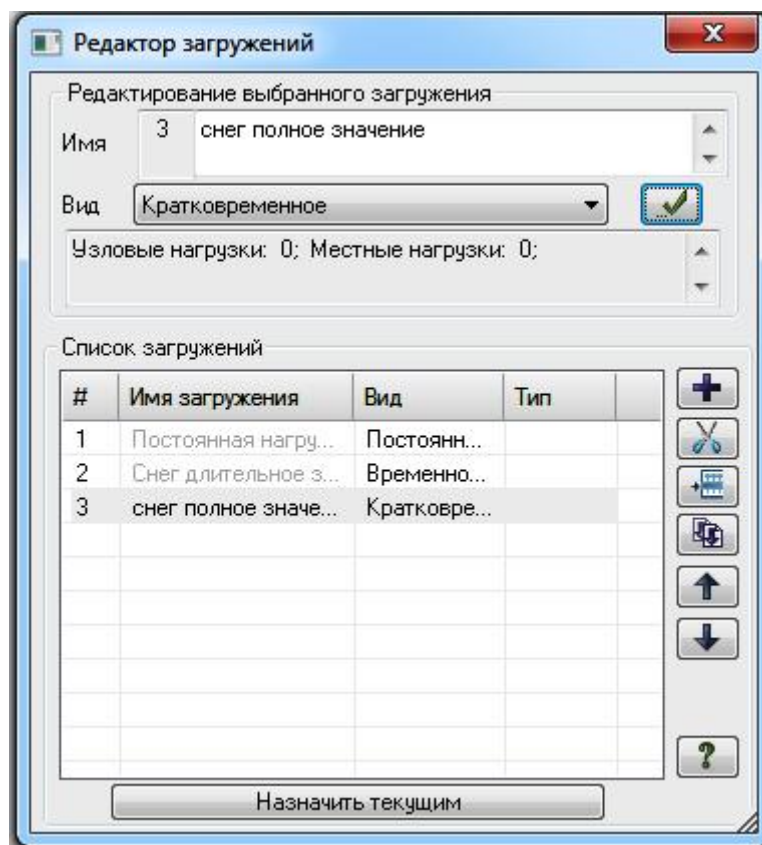 Редактор загружений
Редактирование выбранного загружения
Имя 3 снег полное значение
Вид Кратковременное
Узловые нагрузки: 0; Местные нагрузки: 0;
Список загружений
# Имя загружения Вид Тип
1 Постоянная нагру... Постоянн...
2 Снег длительное з... Временно...
3 снег полное значе... Кратковре...
?
Назначить текущим